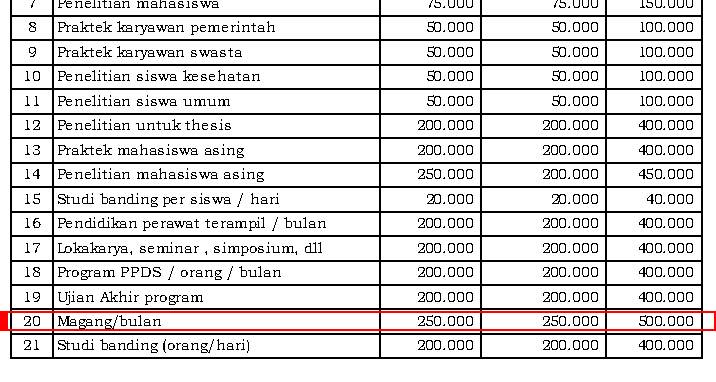 7 Penelitian mahasiswa 75.000 75.000 150.000
8 Praktek karyawan pemerintah 50.000 50.000 100.000
9 Praktek karyawan swasta 50.000 50.000 100.000
10 Penelitian siswa kesehatan 50.000 50.000 100.000
11 Penelitian siswa umum 50.000 50.000 100.000
12 Penelitian untuk thesis 200.000 200.000 400.000
13 Praktek mahasiswa asing 200.000 200.000 400.000
14 Penelitian mahasiswa asing 250.000 200.000 450.000
15 Studi banding per siswa / hari 20.000 20.000 40.000
16 Pendidikan perawat terampil / bulan 200.000 200.000 400.000
17 Lokakarya, seminar , simposium, dll 200.000 200.000 400.000
18 Program PPDS / orang / bulan 200.000 200.000 400.000
19 Ujian Akhir program 200.000 200.000 400.000
20 Magang/bulan 250.000 250.000 500.000
21 Studi banding (orang/hari) 200.000 200.000 400.000